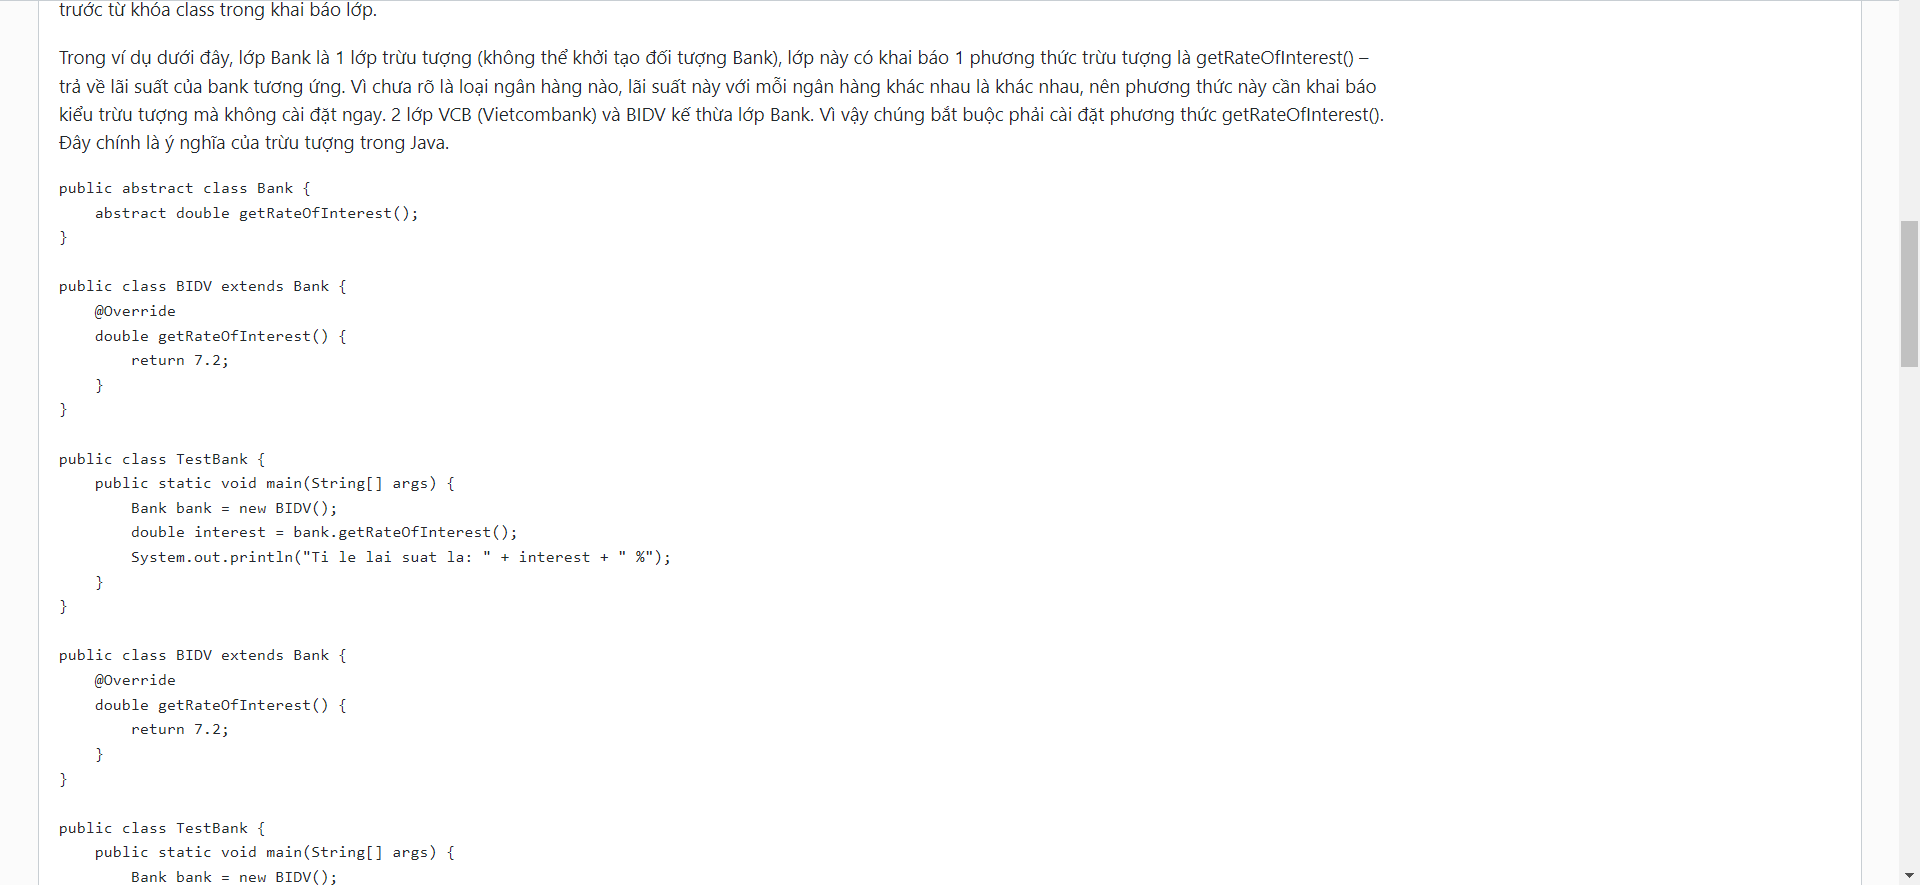 trước từ khóa class trong khai báo lớp.
Trong ví dụ dưới đây, lớp Bank là 1 lớp trừu tượng (không thể khởi tạo đối tượng Bank), lớp này có khai báo 1 phương thức trừu tượng là getRateOfInterest() –
trả về lãi suất của bank tương ứng. Vì chưa rõ là loại ngân hàng nào, lãi suất này với mỗi ngân hàng khác nhau là khác nhau, nên phương thức này cần khai báo
kiểu trừu tượng mà không cài đặt ngay. 2 lớp VCB (Vietcombank) và BIDV kế thừa lớp Bank. Vì vậy chúng bắt buộc phải cài đặt phương thức getRateOfInterest().
Đây chính là ý nghĩa của trừu tượng trong Java.
public abstract class Bank {
    abstract double getRateOfInterest();
}
public class BIDV extends Bank {
    @Override
    double getRateOfInterest() {
        return 7.2;
    }
}
public class TestBank {
    public static void main(String[] args) {
        Bank bank = new BIDV();
        double interest = bank.getRateOfInterest();
        System.out.println("Ti le lai suat la: " + interest + " %");
    }
}
public class BIDV extends Bank {
    @Override
    double getRateOfInterest() {
        return 7.2;
    }
}
public class TestBank {
    public static void main(String[] args) {
        Bank bank = new BIDV();